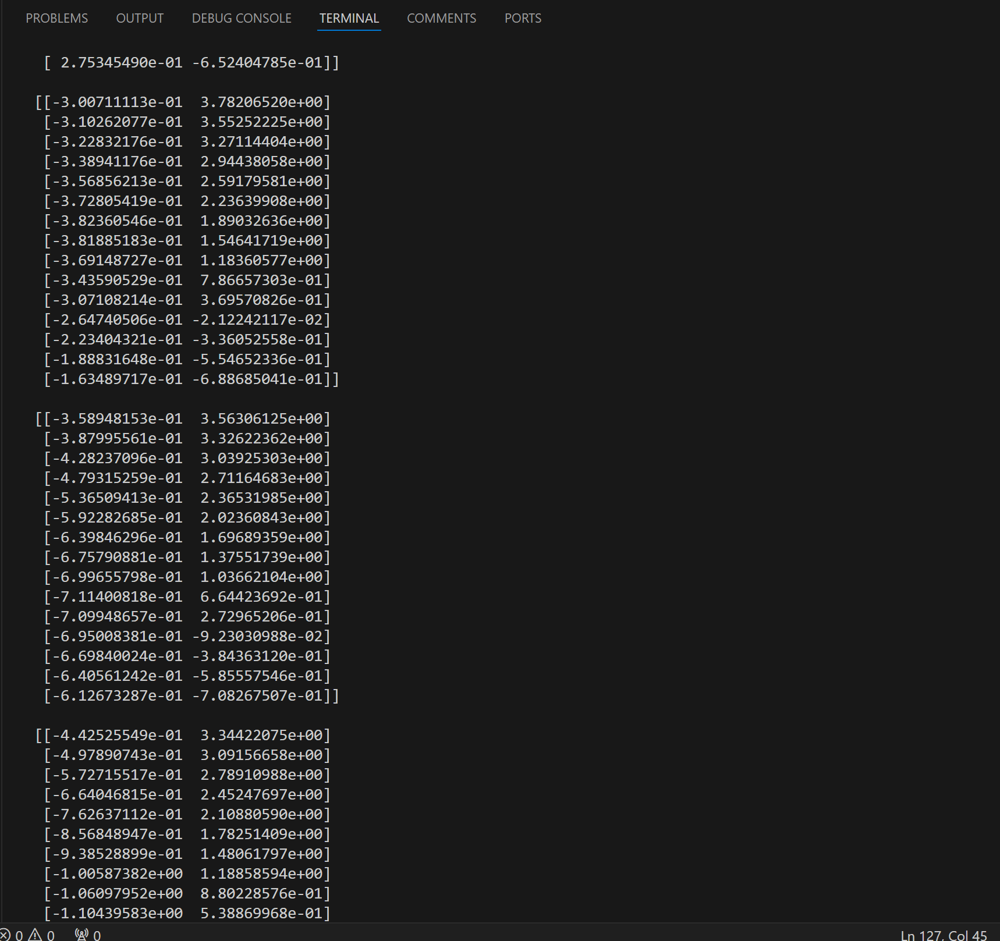 PROBLEMS OUTPUT DEBUG CONSOLE TERMINAL COMMENTS PORTS
[ 2.75345490e-01 -6.52404785e-01]]
[[-3.00711113e-01 3.78206520e+00]
[-3.10262077e-01 3.55252225e+00]
[-3.22832176e-01 3.27114404e+00]
[-3.38941176e-01 2.94438058e+00]
[-3.56856213e-01 2.59179581e+00]
[-3.72805419e-01 2.23639908e+00]
[-3.82360546e-01 1.89032636e+00]
[-3.81885183e-01 1.54641719e+00]
[-3.69148727e-01 1.18360577e+00]
[-3.43590529e-01 7.86657303e-01]
[-3.07108214e-01 3.69570826e-01]
[-2.64740506e-01 -2.12242117e-02]
[-2.23404321e-01 -3.36052558e-01]
[-1.88831648e-01 -5.54652336e-01]
[-1.63489717e-01 -6.88685041e-01]]
[[-3.58948153e-01 3.56306125e+00]
[-3.87995561e-01 3.32622362e+00]
[-4.28237096e-01 3.03925303e+00]
[-4.79315259e-01 2.71164683e+00]
[-5.36509413e-01 2.36531985e+00]
[-5.92282685e-01 2.02360843e+00]
[-6.39846296e-01 1.69689359e+00]
[-6.75790881e-01 1.37551739e+00]
[-6.99655798e-01 1.03662104e+00]
[-7.11400818e-01 6.64423692e-01]
[-7.09948657e-01 2.72965206e-01]
[-6.95008381e-01 -9.23030988e-02]
[-6.69840024e-01 -3.84363120e-01]
[-6.40561242e-01 -5.85557546e-01]
[-6.12673287e-01 -7.08267507e-01]]
[[-4.42525549e-01 3.34422075e+00]
[-4.97890743e-01 3.09156658e+00]
[-5.72715517e-01 2.78910988e+00]
[-6.64046815e-01 2.45247697e+00]
[-7.62637112e-01 2.10880590e+00]
[-8.56848947e-01 1.78251409e+00]
[-9.38528899e-01 1.48061797e+00]
[-1.00587382e+00 1.18858594e+00]
[-1.06097952e+00 8.80228576e-01]
[-1.10439583e+00 5.38869968e-01]
0 0 0 Ln 127, Col 45